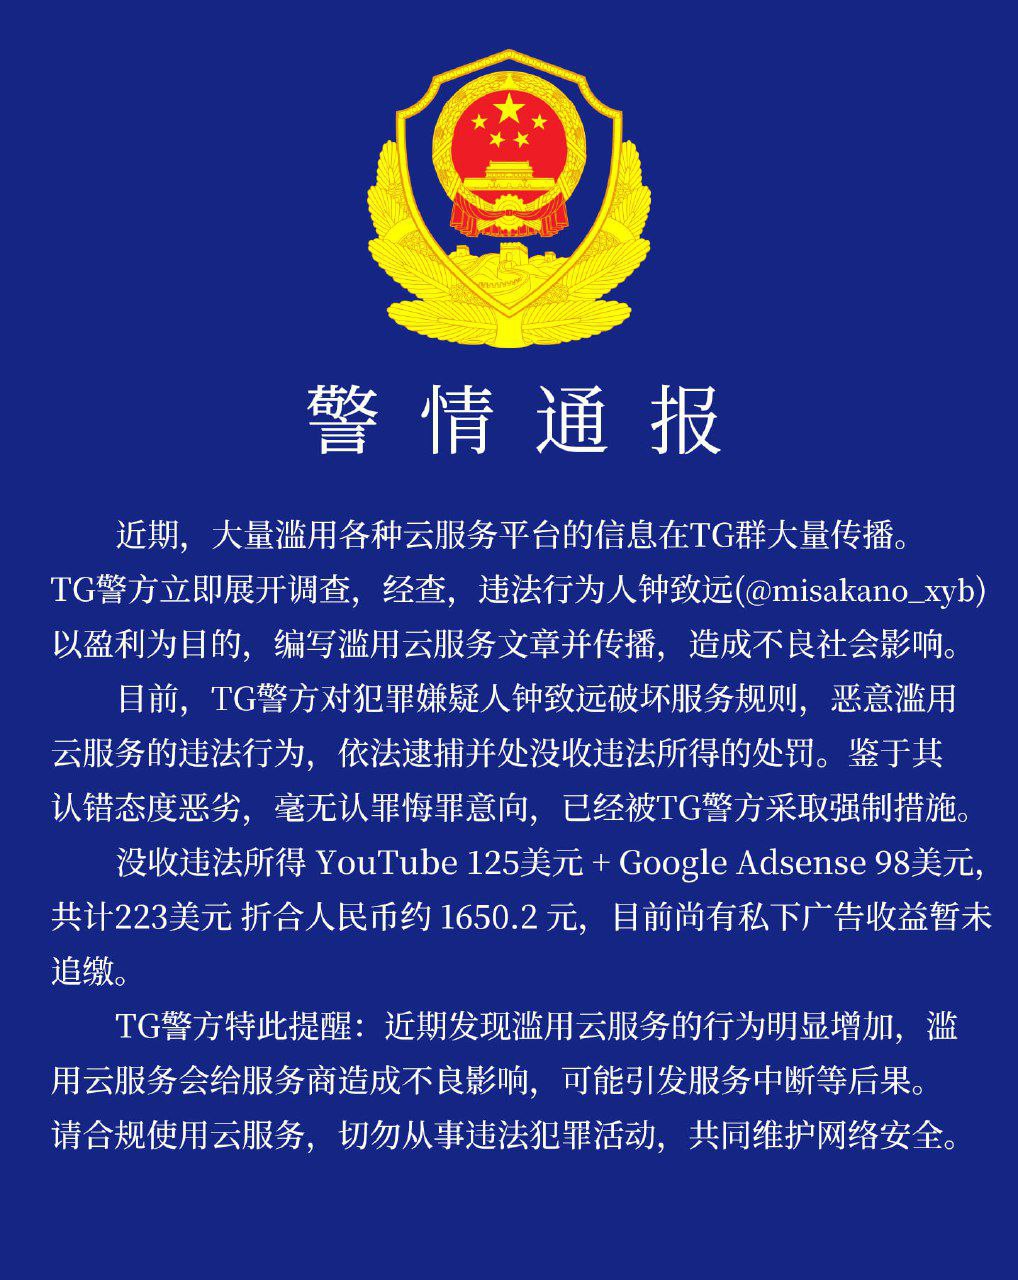 警情通报
近期，大量滥用各种云服务平台的信息在TG群大量传播。
TG警方立即展开调查，经查，违法行为人钟致远(@misakano_xyb)
以盈利为目的，编写滥用云服务文章并传播，造成不良社会影响。
目前，TG警方对犯罪嫌疑人钟致远破坏服务规则，恶意滥用
云服务的违法行为，依法逮捕并处没收违法所得的处罚。鉴于其
认错态度恶劣，毫无认罪悔罪意向，已经被TG警方采取强制措施。
没收违法所得 YouTube 125美元 + Google Adsense 98美元，
共计223美元 折合人民币约 1650.2 元，目前尚有私下广告收益暂未
追缴。
TG警方特此提醒：近期发现滥用云服务的行为明显增加，滥
用云服务会给服务商造成不良影响，可能引发服务中断等后果。
请合规使用云服务，切勿从事违法犯罪活动，共同维护网络安全。